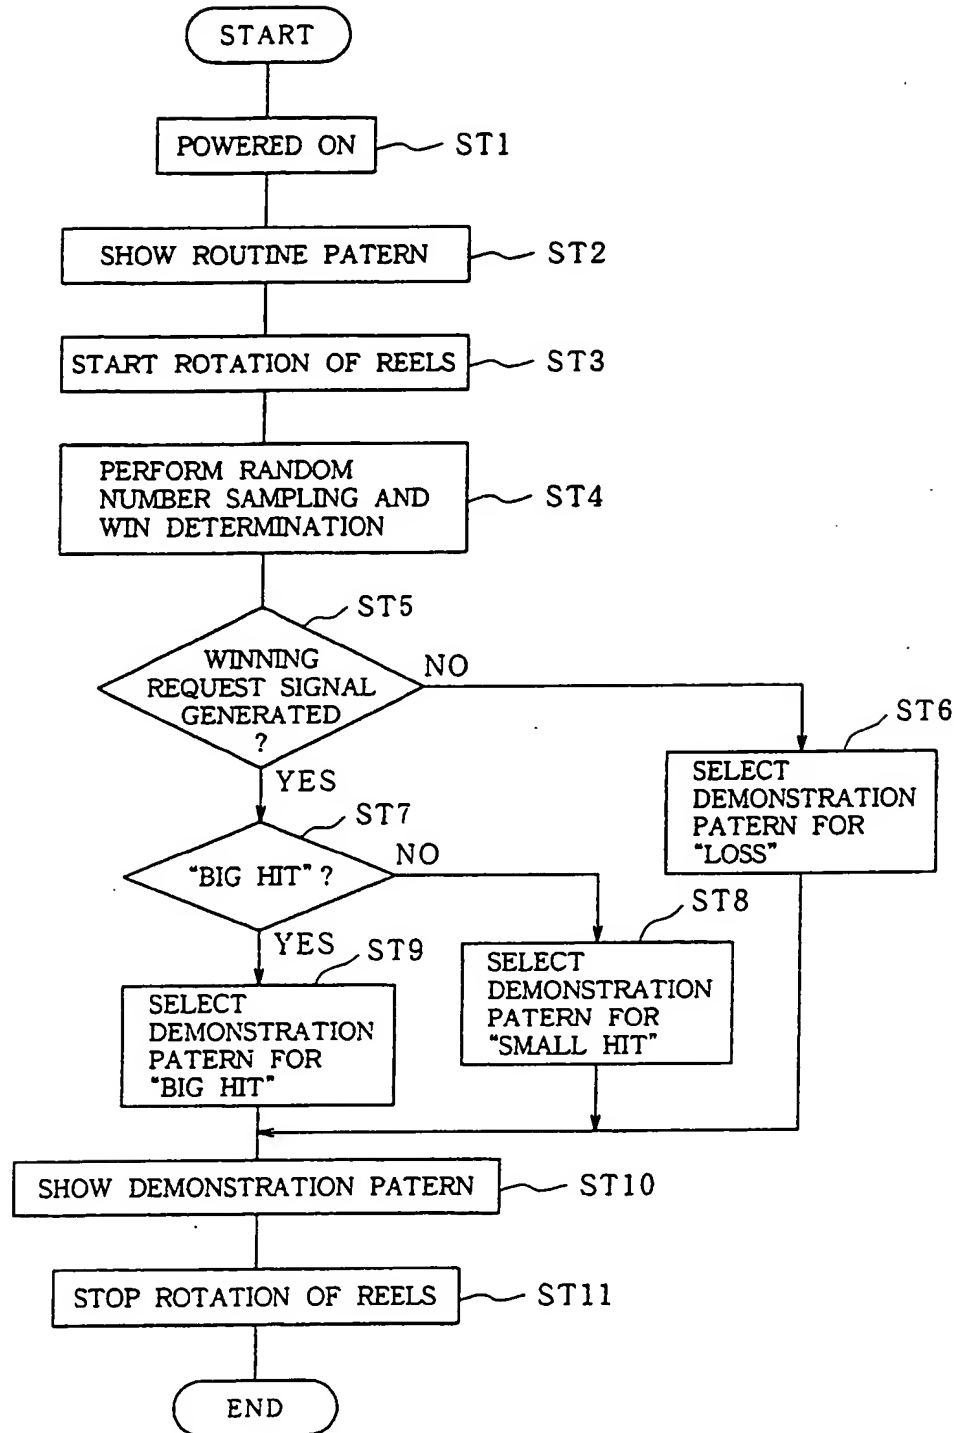 START
POWERED ON
ST1
SHOW ROUTINE PATERN
ST2
START ROTATION OF REELS
ST3
PERFORM RANDOM
NUMBER SAMPLING AND
WIN DETERMINATION
ST4
ST5
WINNING
REQUEST SIGNAL
GENERATED
?
NO
YES
ST6
SELECT
DEMONSTRATION
PATERN FOR
"LOSS"
ST7
"BIG HIT" ?
NO
YES
ST8
SELECT
DEMONSTRATION
PATERN FOR
"SMALL HIT"
ST9
SELECT
DEMONSTRATION
PATERN FOR
"BIG HIT"
SHOW DEMONSTRATION PATERN
ST10
STOP ROTATION OF REELS
ST11
END